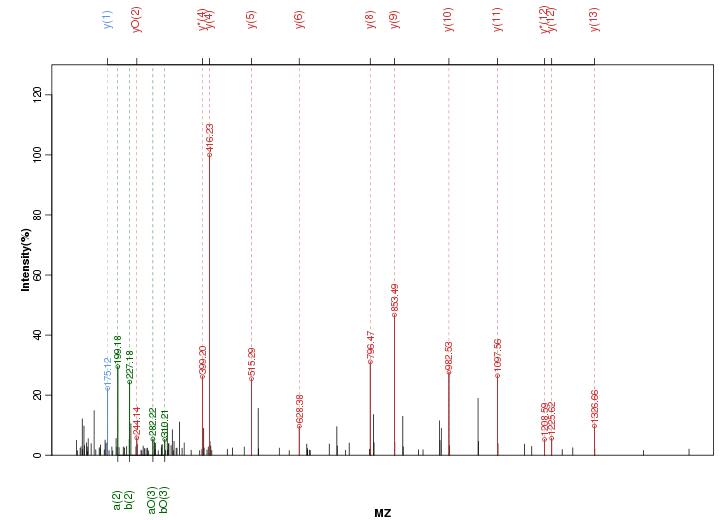 y(1)
yO(2)
y*(4)
y(4)
y(5)
y(6)
y(8)
y(9)
y(10)
y(11)
y*(12)
y(12)
y(13)
120
100
80
60
40
20
0
Intensity(%)
175.12
199.18
227.18
244.14
282.22
310.21
399.20
416.23
515.29
628.38
796.47
853.49
982.53
1097.56
1208.59
1225.62
1326.66
a(2)
b(2)
aO(3)
bO(3)
MZ